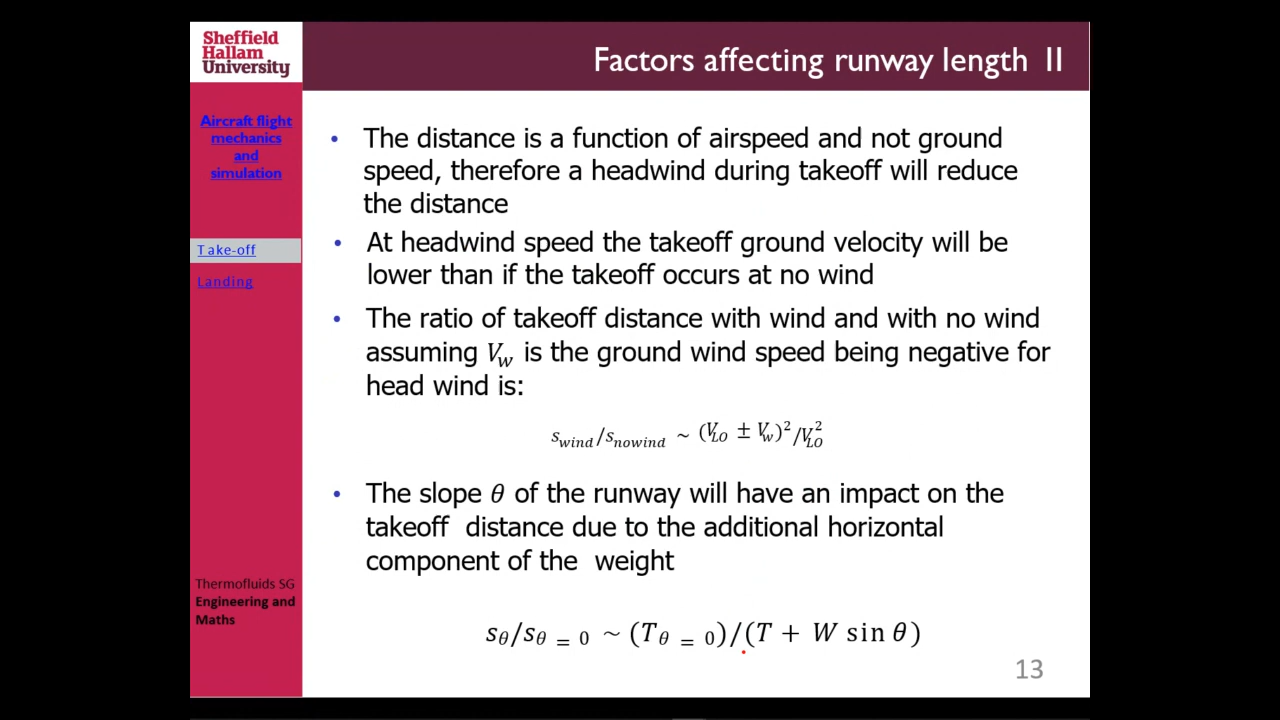 Sheffield
Hallam
University
Factors affecting runway length II
Aircraft flight
mechanics
and
simulation
Take-off
Landing
• The distance is a function of airspeed and not ground
speed, therefore a headwind during takeoff will reduce
the distance
• At headwind speed the takeoff ground velocity will be
lower than if the takeoff occurs at no wind
• The ratio of takeoff distance with wind and with no wind
assuming V_w is the ground wind speed being negative for
head wind is:
s_wind/s_nowind ~ (V_LO ± V_w)²/V_LO²
• The slope θ of the runway will have an impact on the
takeoff distance due to the additional horizontal
component of the weight
s_θ/s_θ = 0 ~ (T_θ = 0)/(T + W sin θ)
Thermofluids SG
Engineering and
Maths
13